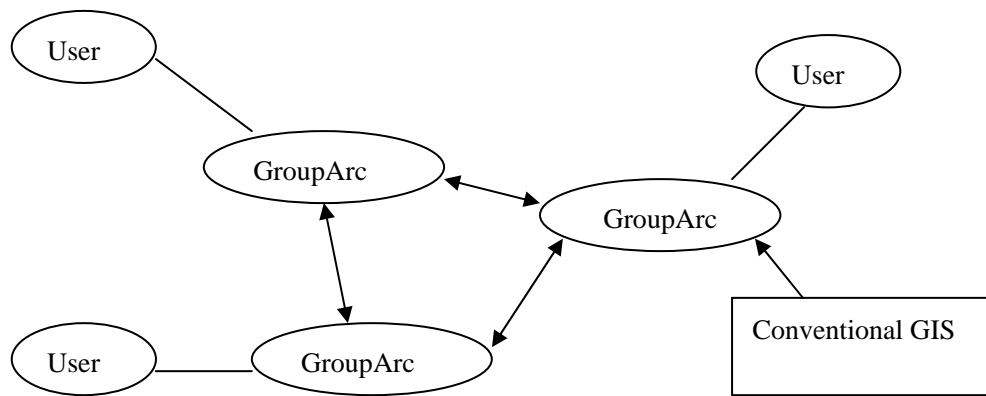 User
User
GroupArc
GroupArc
Conventional GIS
User
GroupArc